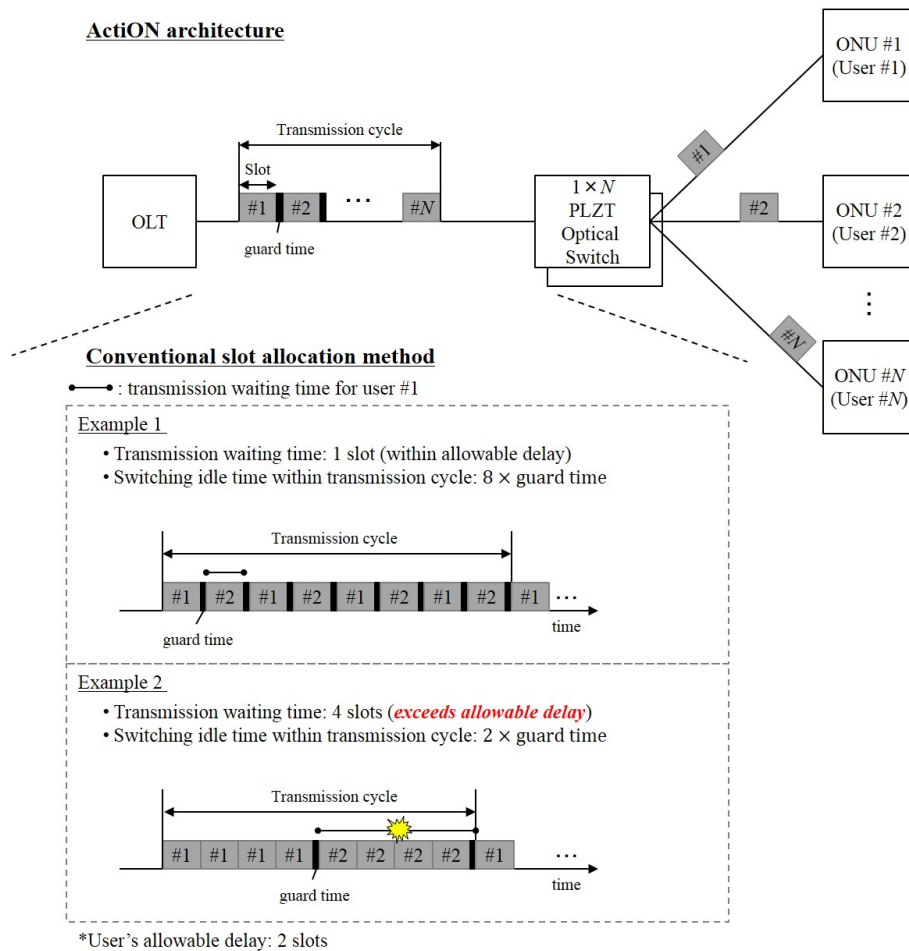 ActiON architecture
ONU #1
(User #1)
Transmission cycle
Slot
#1
OLT
#1 #2 ··· #N
guard time
1 × N
PLZT
Optical
Switch
#2
ONU #2
(User #2)
⋮
#N
ONU #N
(User #N)
Conventional slot allocation method
: transmission waiting time for user #1
Example 1
• Transmission waiting time: 1 slot (within allowable delay)
• Switching idle time within transmission cycle: 8 × guard time
Transmission cycle
#1 #2 #1 #2 #1 #2 #1 #2 #1 ···
guard time
time
Example 2
• Transmission waiting time: 4 slots (exceeds allowable delay)
• Switching idle time within transmission cycle: 2 × guard time
Transmission cycle
#1 #1 #1 #1 #2 #2 #2 #2 #1 ···
guard time
time
*User's allowable delay: 2 slots